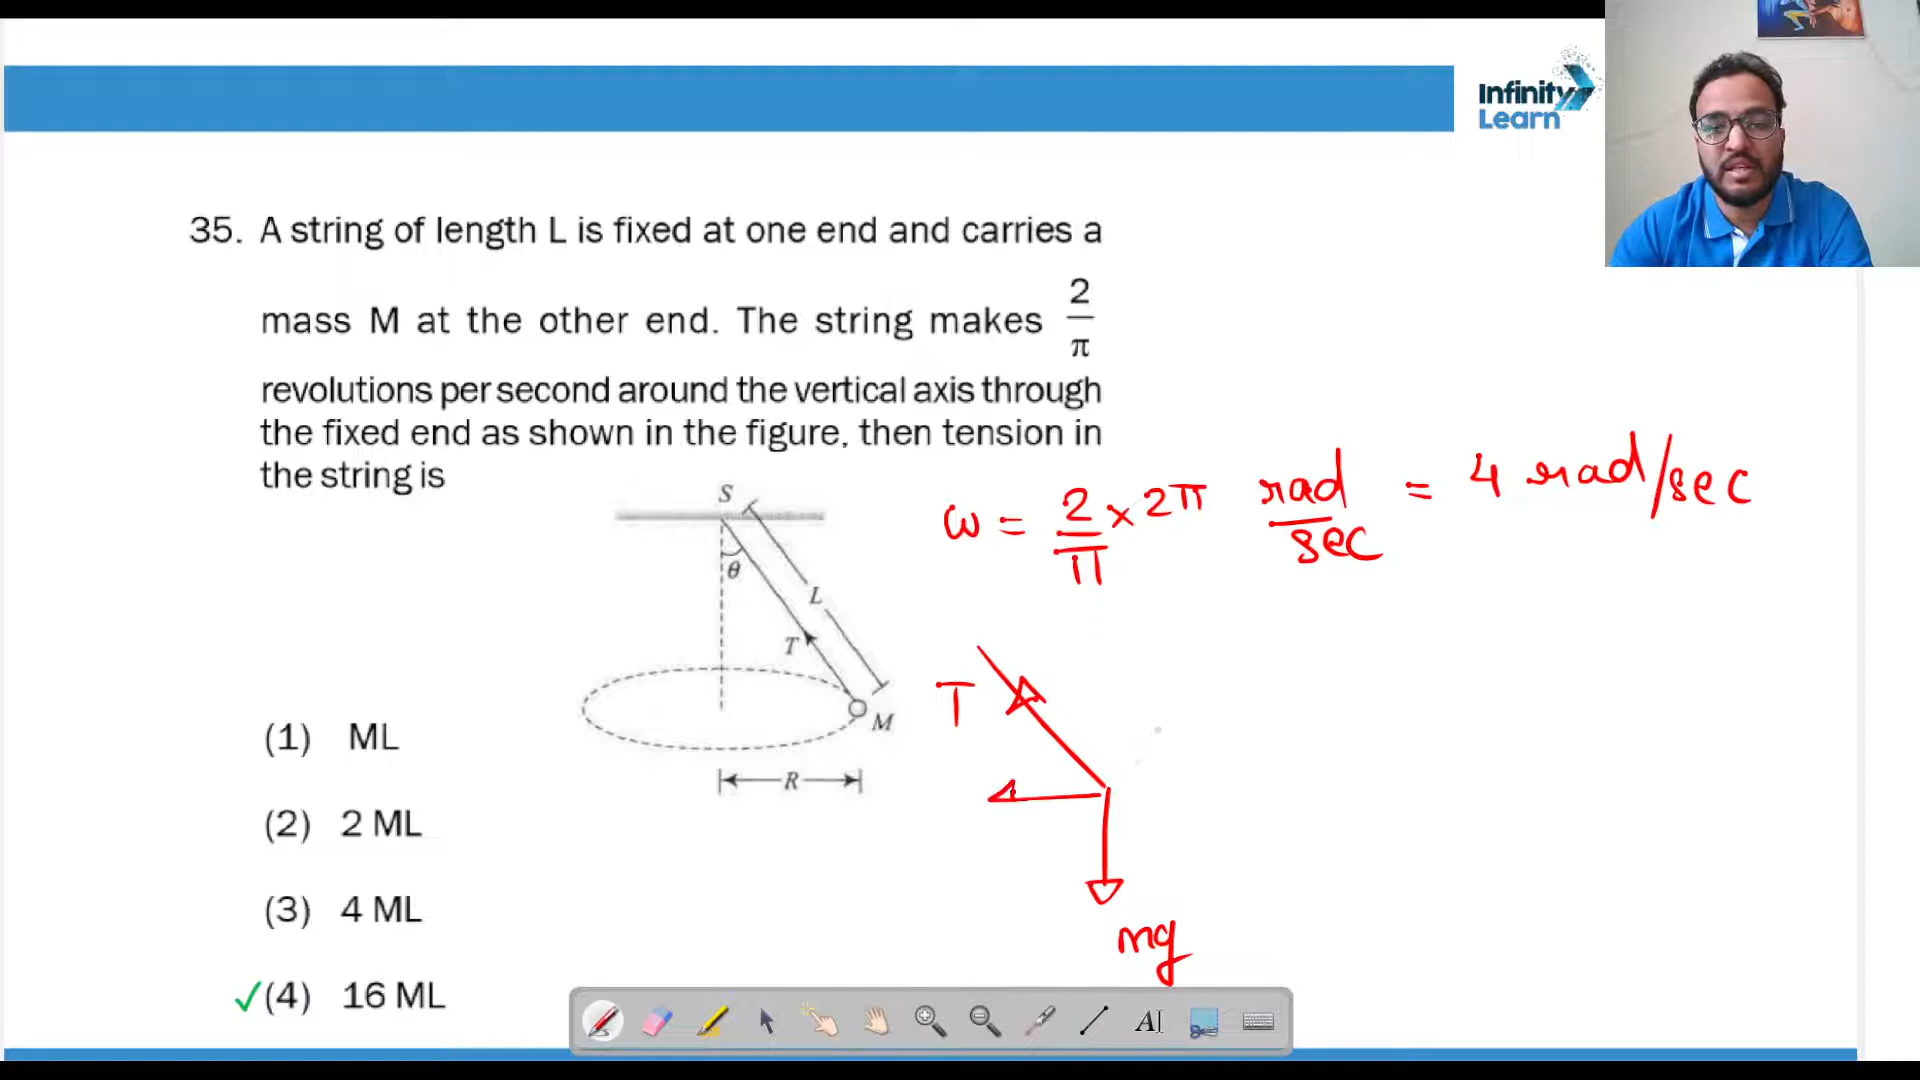 Infinity
Learn
35. A string of length L is fixed at one end and carries a
mass M at the other end. The string makes 2/π
revolutions per second around the vertical axis through
the fixed end as shown in the figure, then tension in
the string is
S
θ
L
T
M
R
ω = 2/π × 2π rad/sec = 4 rad/sec
T
mg
(1) ML
(2) 2 ML
(3) 4 ML
✓(4) 16 ML
A